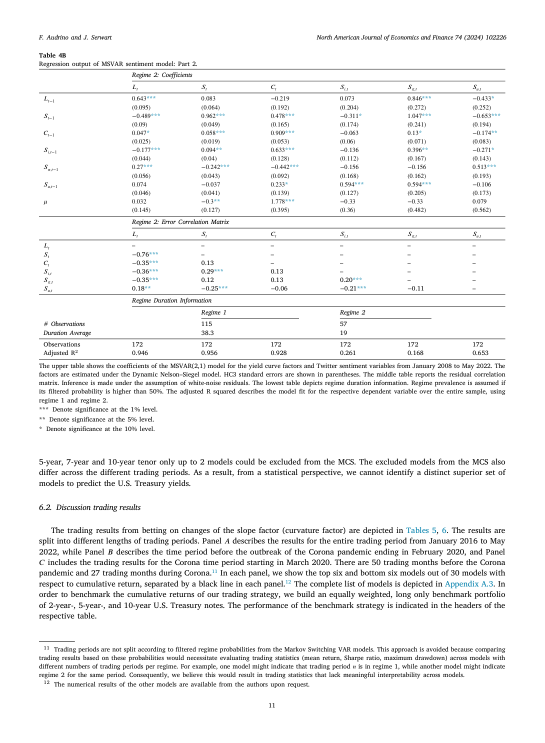 F. Audrino and J. Serwart
North American Journal of Economics and Finance 74 (2024) 102226
Table 4B
Regression output of MSVAR sentiment model: Part 2.
Regime 2: Coefficients
L_t S_t C_t S_{s,t} S_{n,t}
L_{t−1} 0.643*** 0.083 −0.219 0.073 0.846*** −0.433*
(0.095) (0.064) (0.192) (0.204) (0.272) (0.252)
S_{t−1} −0.489*** 0.962*** 0.478*** −0.311* 1.047*** −0.653***
(0.09) (0.049) (0.165) (0.174) (0.241) (0.194)
C_{t−1} 0.047* 0.058*** 0.909*** −0.063 0.13* −0.174**
(0.025) (0.019) (0.053) (0.06) (0.071) (0.083)
−0.177*** 0.094** 0.633*** −0.136 0.396** −0.271*
(0.044) (0.04) (0.128) (0.112) (0.167) (0.143)
0.27*** −0.242*** −0.442*** −0.156 −0.156 0.513***
(0.056) (0.043) (0.092) (0.168) (0.162) (0.193)
0.074 −0.037 0.233* 0.594*** 0.594*** −0.106
(0.046) (0.041) (0.139) (0.127) (0.205) (0.173)
μ 0.032 −0.3** 1.778*** −0.33 −0.33 0.079
(0.145) (0.127) (0.395) (0.36) (0.482) (0.562)
Regime 2: Error Correlation Matrix
L_t S_t C_t
L_t – – – – – –
S_t −0.76*** – – – – –
C_t −0.35*** 0.13 – – – –
−0.36*** 0.29*** 0.13 – – –
−0.35*** 0.12 0.13 0.20*** – –
0.18** −0.25*** −0.06 −0.21*** −0.11 –
Regime Duration Information
Regime 1 Regime 2
# Observations 115 57
Duration Average 38.3 19
Observations 172 172 172 172 172 172
Adjusted R² 0.946 0.956 0.928 0.261 0.168 0.653
The upper table shows the coefficients of the MSVAR(2,1) model for the yield curve factors and Twitter sentiment variables from January 2008 to May 2022. The
factors are estimated under the Dynamic Nelson–Siegel model. HC3 standard errors are shown in parentheses. The middle table reports the residual correlation
matrix. Inference is made under the assumption of white-noise residuals. The lowest table depicts regime duration information. Regime prevalence is assumed if
its filtered probability is higher than 50%. The adjusted R squared describes the model fit for the respective dependent variable over the entire sample, using
regime 1 and regime 2.
*** Denote significance at the 1% level.
** Denote significance at the 5% level.
* Denote significance at the 10% level.
5-year, 7-year and 10-year tenor only up to 2 models could be excluded from the MCS. The excluded models from the MCS also
differ across the different trading periods. As a result, from a statistical perspective, we cannot identify a distinct superior set of
models to predict the U.S. Treasury yields.
6.2. Discussion trading results
The trading results from betting on changes of the slope factor (curvature factor) are depicted in Tables 5, 6. The results are
split into different lengths of trading periods. Panel A describes the results for the entire trading period from January 2016 to May
2022, while Panel B describes the time period before the outbreak of the Corona pandemic ending in February 2020, and Panel
C includes the trading results for the Corona time period starting in March 2020. There are 50 trading months before the Corona
pandemic and 27 trading months during Corona.¹¹ In each panel, we show the top six and bottom six models out of 30 models with
respect to cumulative return, separated by a black line in each panel.¹² The complete list of models is depicted in Appendix A.3. In
order to benchmark the cumulative returns of our trading strategy, we build an equally weighted, long only benchmark portfolio
of 2-year-, 5-year-, and 10-year U.S. Treasury notes. The performance of the benchmark strategy is indicated in the headers of the
respective table.
¹¹ Trading periods are not split according to filtered regime probabilities from the Markov Switching VAR models. This approach is avoided because comparing
trading results based on these probabilities would necessitate evaluating trading statistics (mean return, Sharpe ratio, maximum drawdown) across models with
different numbers of trading periods per regime. For example, one model might indicate that trading period n is in regime 1, while another model might indicate
regime 2 for the same period. Consequently, we believe this would result in trading statistics that lack meaningful interpretability across models.
¹² The numerical results of the other models are available from the authors upon request.
11